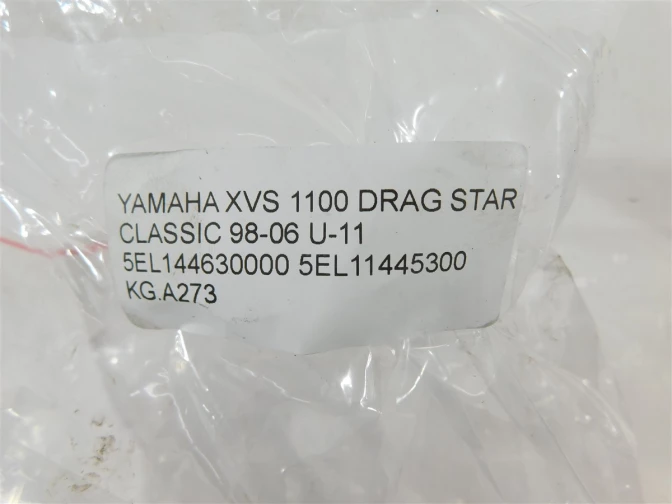 YAMAHA XVS 1100 DRAG STAR
CLASSIC 98-06 U-11
5EL144630000 5EL11445300
KG.A273